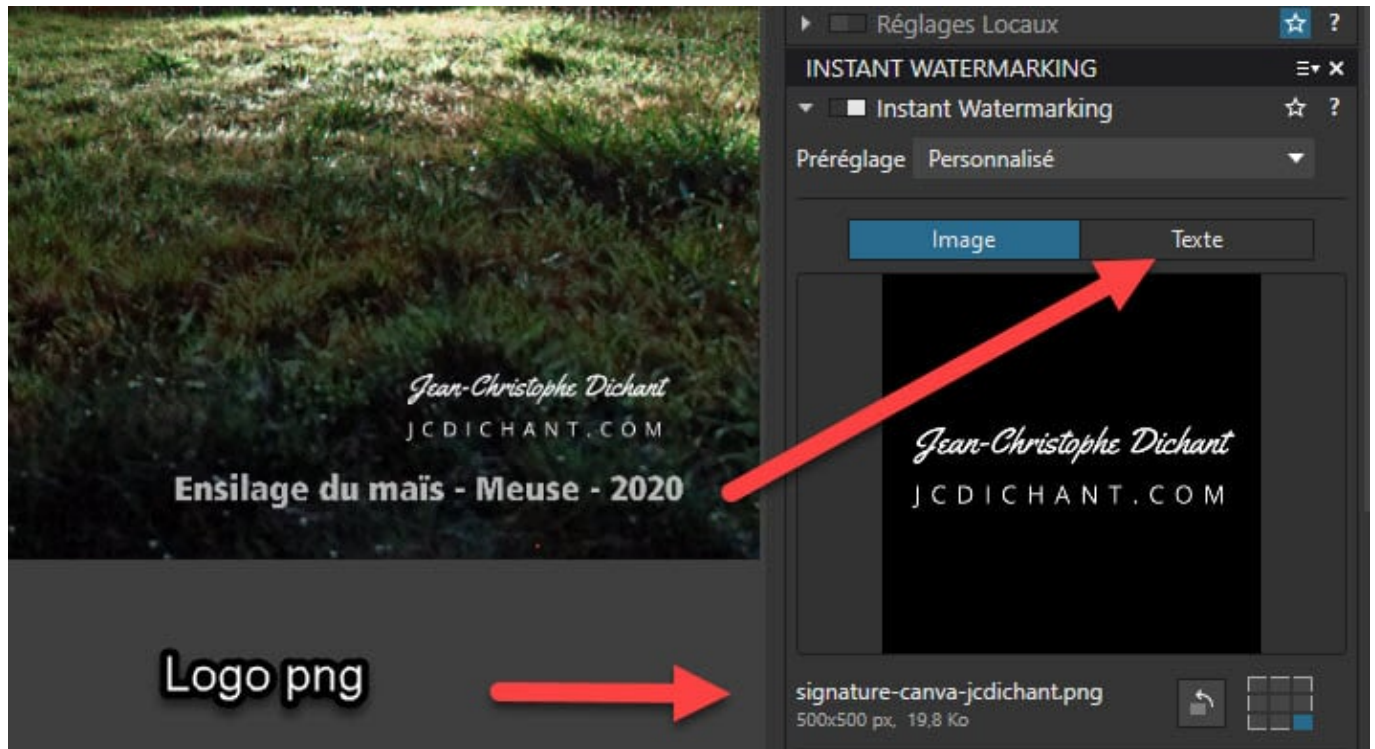 Réglages Locaux ?
INSTANT WATERMARKING
Instant Watermarking ?
Préréglage Personnalisé
Image Texte
Jean-Christophe Dichant
JCDICHANT.COM
Ensilage du maïs - Meuse - 2020
Jean-Christophe Dichant
JCDICHANT.COM
Logo png
signature-canva-jcdichant.png
500x500 px, 19,8 Ko